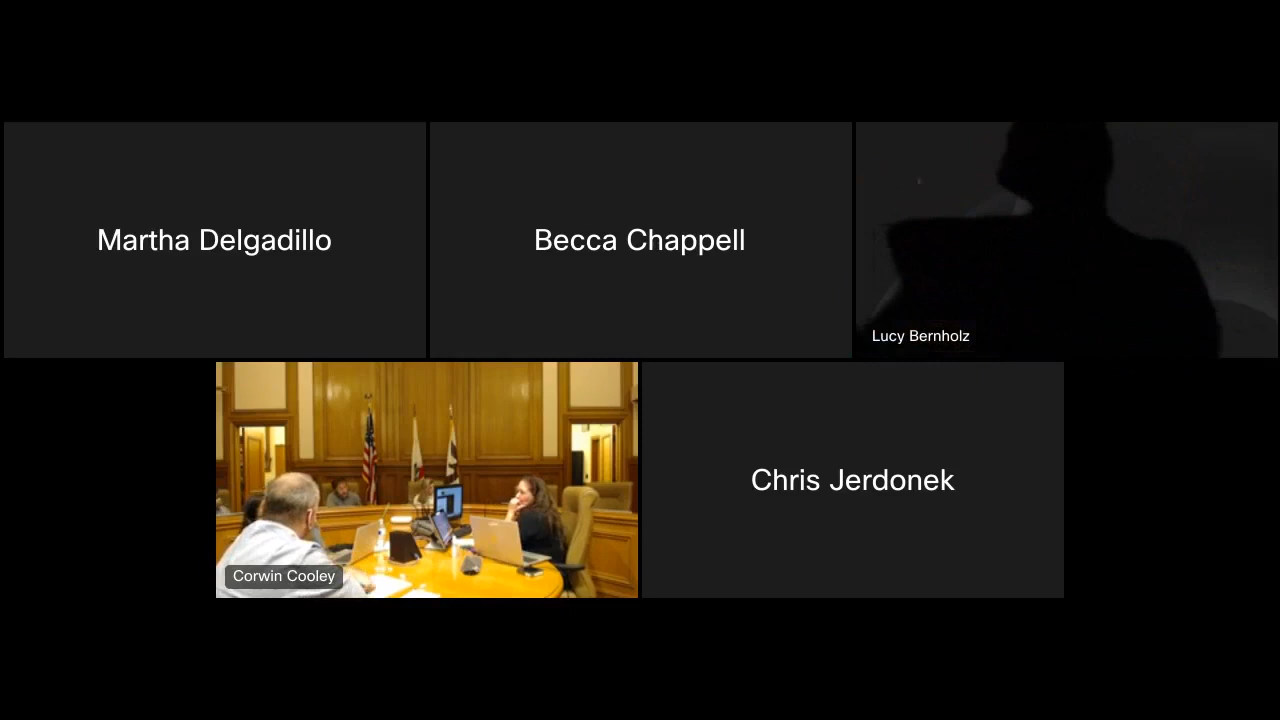 Martha Delgadillo
Becca Chappell
Lucy Bernholz
Corwin Cooley
Chris Jerdonek